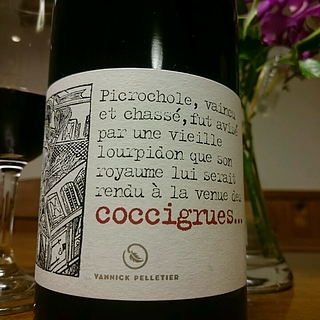 Picrochole, vaincu
et chassé, fut avisé
par une vieille
lourpidon que son
royaume lui serait
rendu à la venue des
coccigrues...
YANNICK PELLETIER